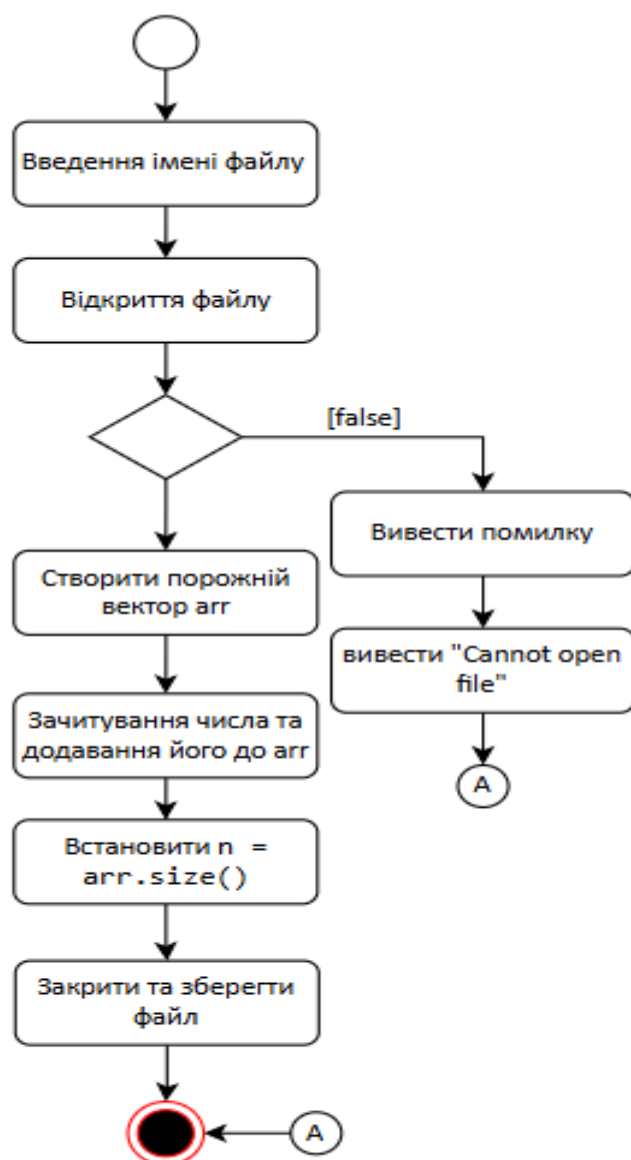 Введення імені файлу
Відкриття файлу
[false]
Вивести помилку
вивести "Cannot open
file"
A
Створити порожній
вектор arr
Зачитування числа та
додавання його до arr
Встановити n =
arr.size()
Закрити та зберегти
файл
A